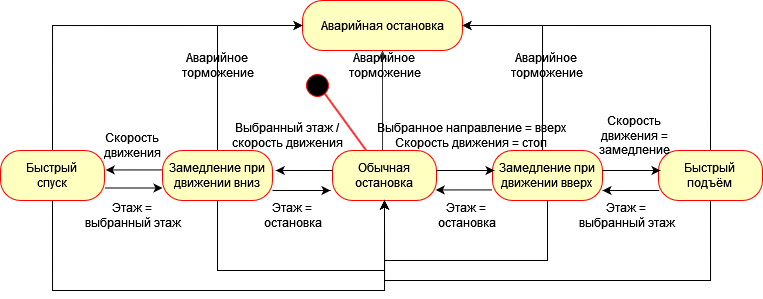 Аварийная остановка
Аварийное
торможение
Аварийное
торможение
Аварийное
торможение
Скорость
движения
Выбранный этаж /
скорость движения
Выбранное направление = вверх
Скорость движения = стоп
Скорость
движения =
замедление
Быстрый
спуск
Замедление при
движении вниз
Обычная
остановка
Замедление при
движении вверх
Быстрый
подъём
Этаж =
выбранный этаж
Этаж =
остановка
Этаж =
остановка
Этаж =
выбранный этаж